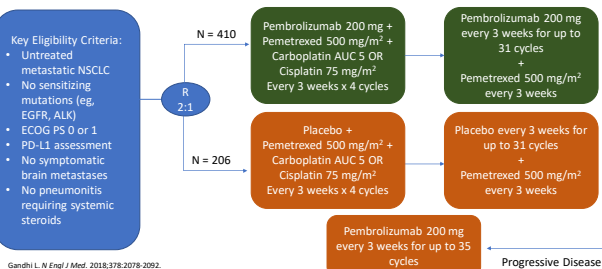 Key Eligibility Criteria:
• Untreated
metastatic NSCLC
• No sensitizing
mutations (eg,
EGFR, ALK)
• ECOG PS 0 or 1
• PD-L1 assessment
• No symptomatic
brain metastases
• No pneumonitis
requiring systemic
steroids
R
2:1
N = 410
Pembrolizumab 200 mg +
Pemetrexed 500 mg/m² +
Carboplatin AUC 5 OR
Cisplatin 75 mg/m²
Every 3 weeks x 4 cycles
Pembrolizumab 200 mg
every 3 weeks for up to
31 cycles
+
Pemetrexed 500 mg/m²
every 3 weeks
N = 206
Placebo +
Pemetrexed 500 mg/m² +
Carboplatin AUC 5 OR
Cisplatin 75 mg/m²
Every 3 weeks x 4 cycles
Placebo every 3 weeks for
up to 31 cycles
+
Pemetrexed 500 mg/m²
every 3 weeks
Pembrolizumab 200 mg
every 3 weeks for up to 35
cycles
Progressive Disease
Gandhi L. N Engl J Med. 2018;378:2078-2092.